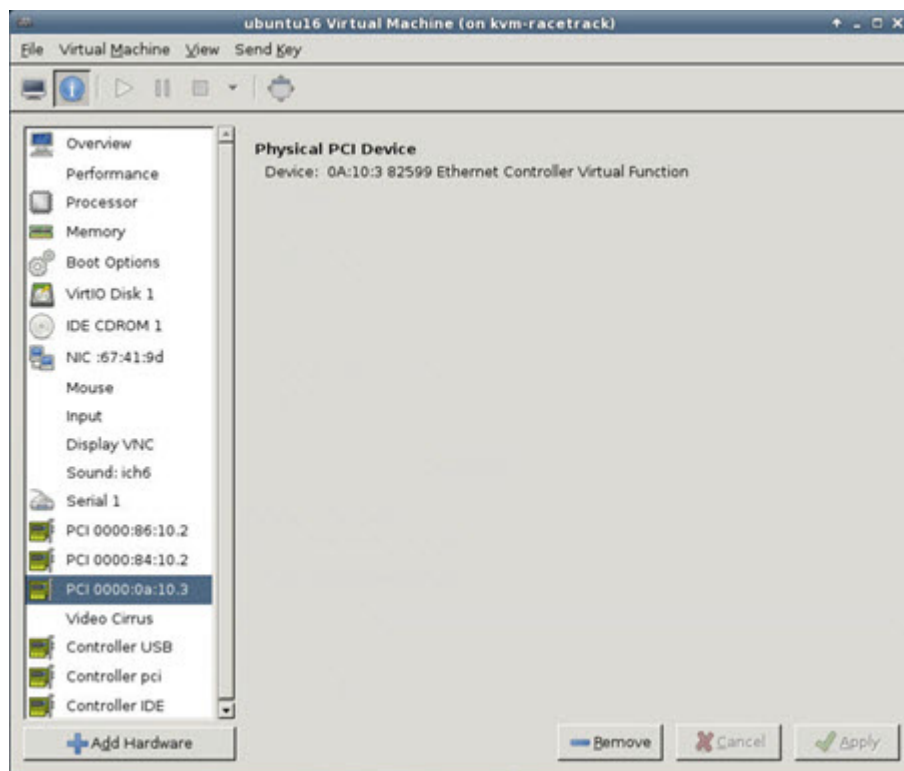 ubuntu16 Virtual Machine (on kvm-racetrack)
File Virtual Machine View Send Key
Overview
Performance
Processor
Memory
Boot Options
VirtIO Disk 1
IDE CDROM 1
NIC :67:41:9d
Mouse
Input
Display VNC
Sound: ich6
Serial 1
PCI 0000:86:10.2
PCI 0000:84:10.2
PCI 0000:0a:10.3
Video Cirrus
Controller USB
Controller pci
Controller IDE
Add Hardware
Physical PCI Device
Device: 0A:10:3 82599 Ethernet Controller Virtual Function
Remove Cancel Apply